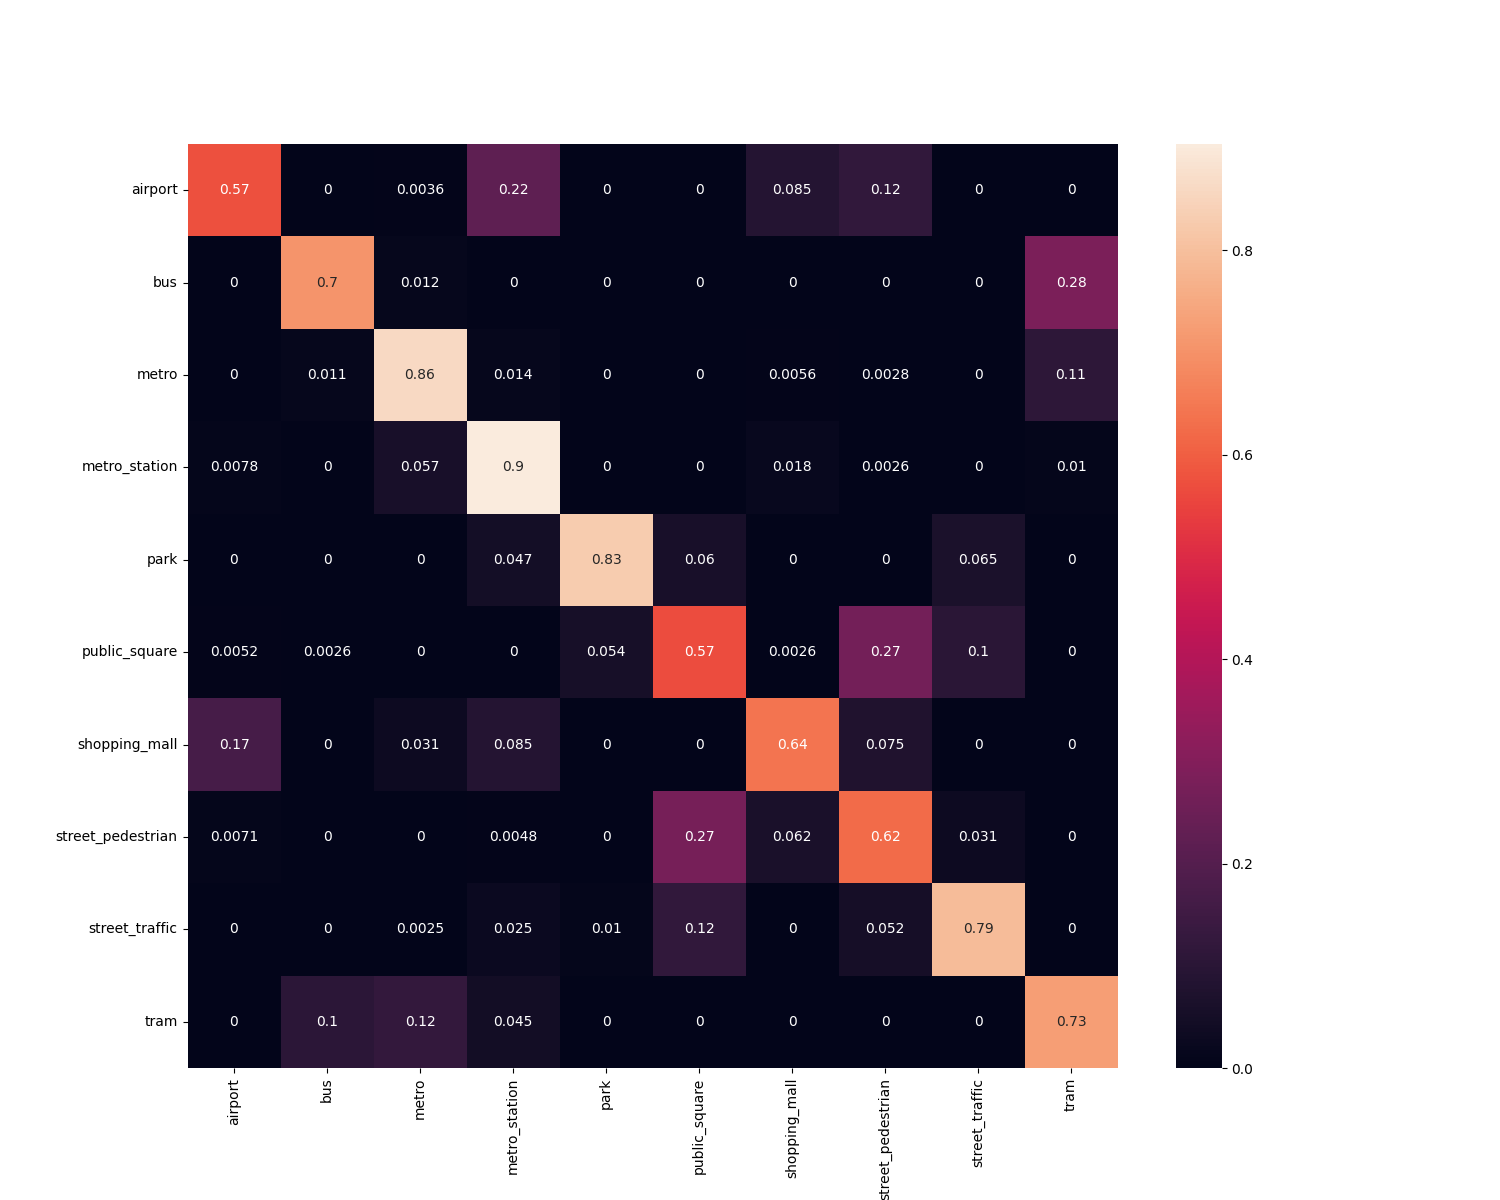 airport 0.57 0 0.0036 0.22 0 0 0.085 0.12 0 0
bus 0 0.7 0.012 0 0 0 0 0 0 0.28
metro 0 0.011 0.86 0.014 0 0 0.0056 0.0028 0 0.11
metro_station 0.0078 0 0.057 0.9 0 0 0.018 0.0026 0 0.01
park 0 0 0 0.047 0.83 0.06 0 0 0.065 0
public_square 0.0052 0.0026 0 0 0.054 0.57 0.0026 0.27 0.1 0
shopping_mall 0.17 0 0.031 0.085 0 0 0.64 0.075 0 0
street_pedestrian 0.0071 0 0 0.0048 0 0.27 0.062 0.62 0.031 0
street_traffic 0 0 0.0025 0.025 0.01 0.12 0 0.052 0.79 0
tram 0 0.1 0.12 0.045 0 0 0 0 0 0.73
airport
bus
metro
metro_station
park
public_square
shopping_mall
street_pedestrian
street_traffic
tram
0.8
0.6
0.4
0.2
0.0